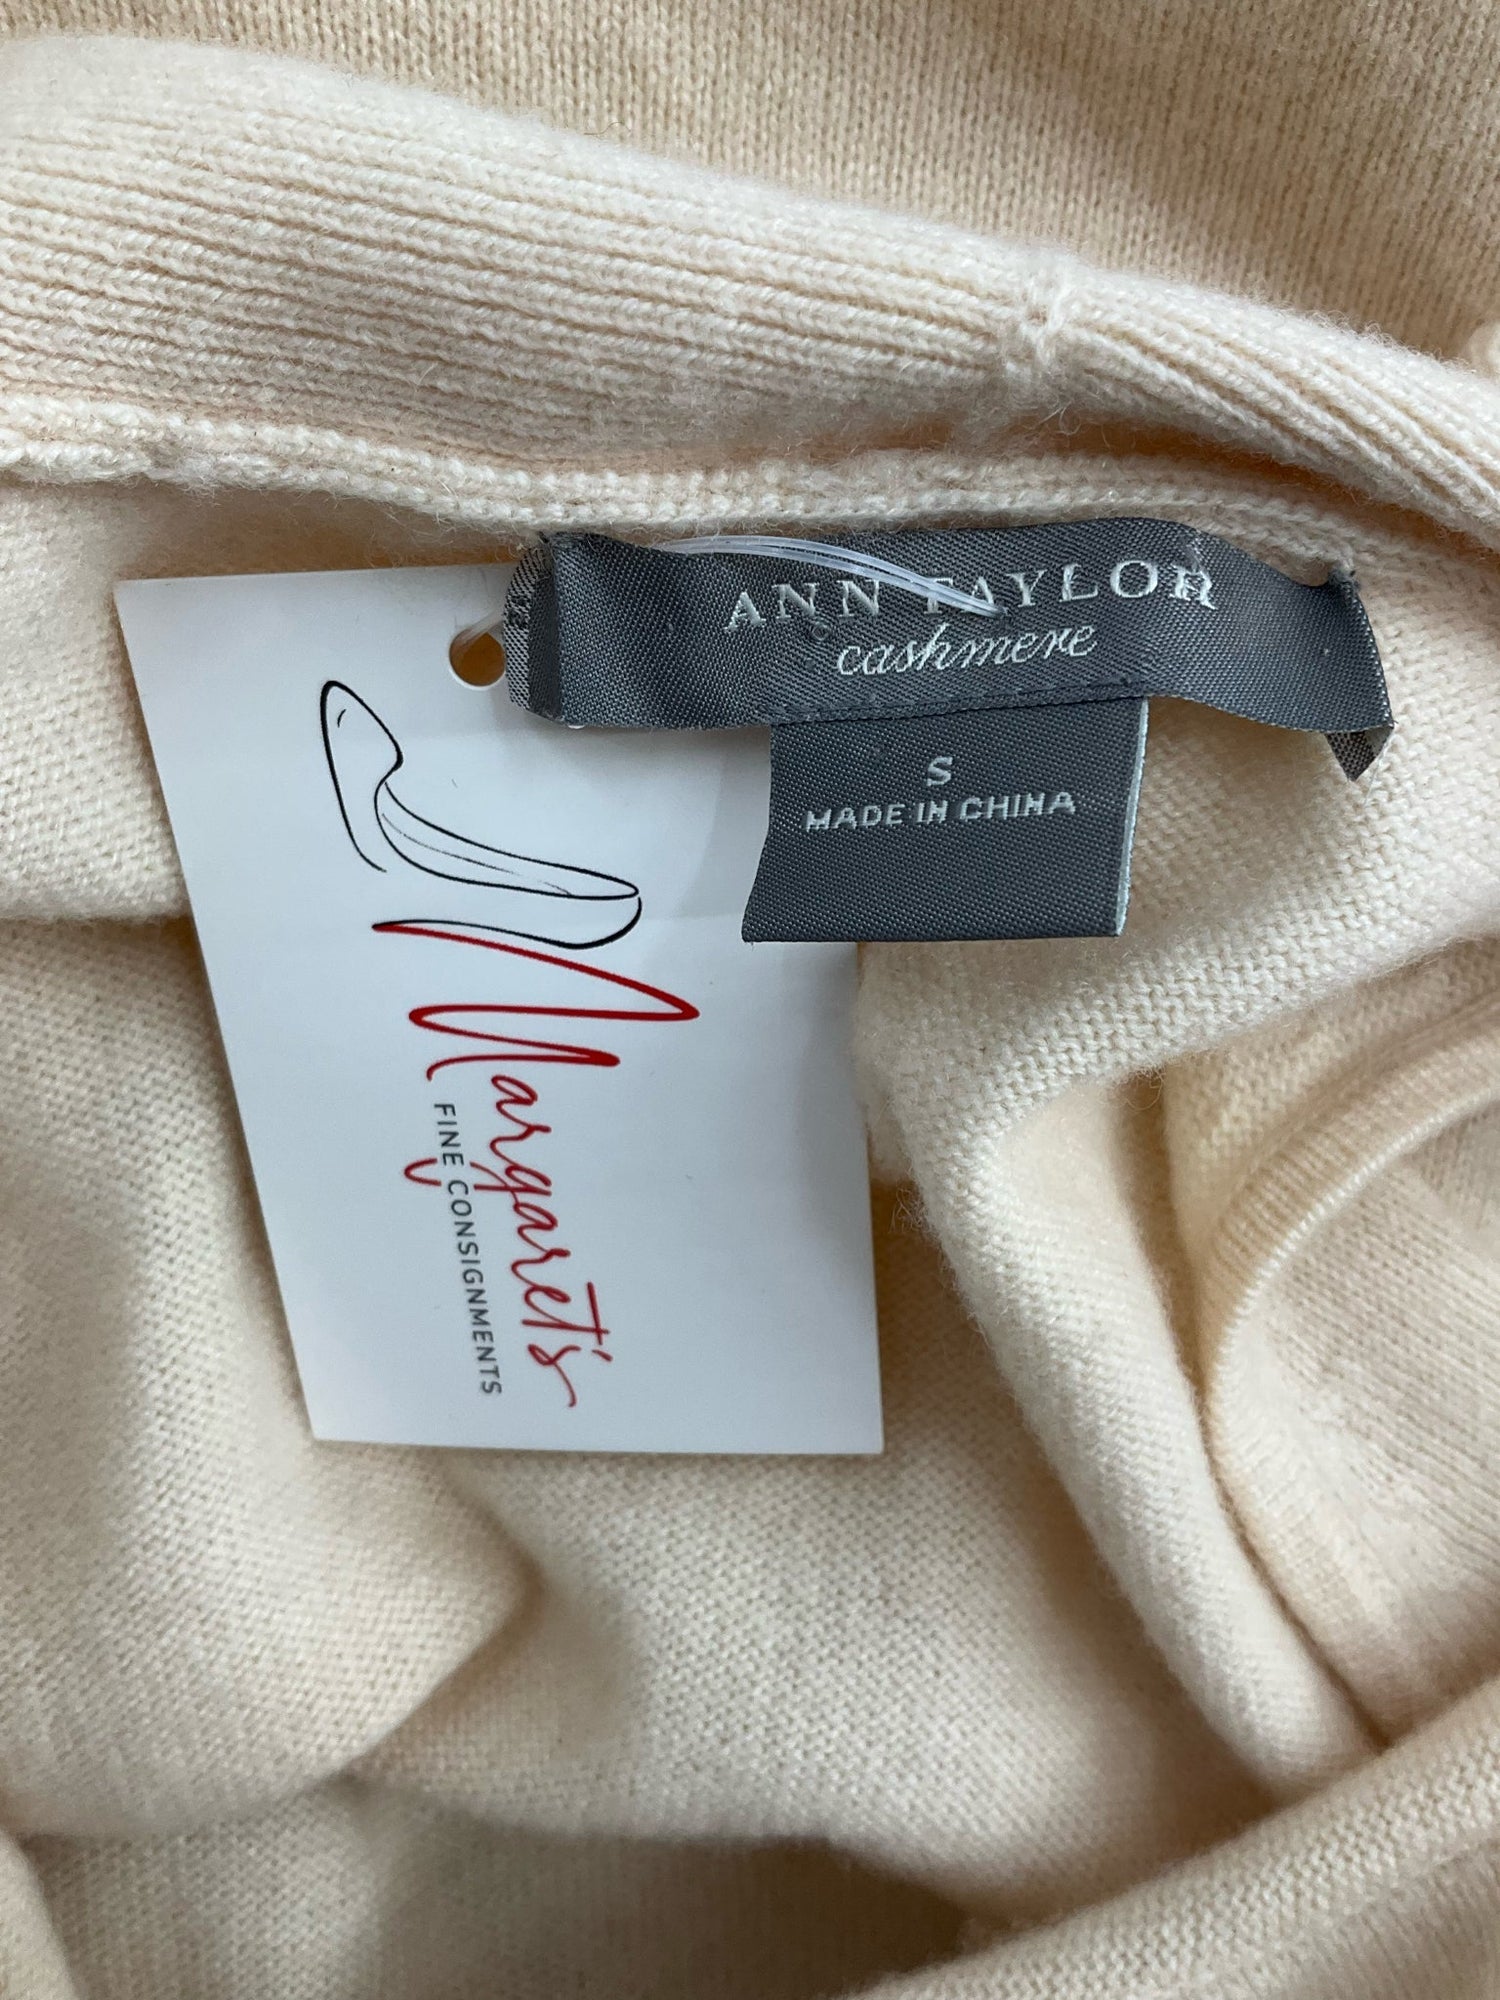 ANN TAYLOR
cashmere
S
MADE IN CHINA
Margaret's
FINE CONSIGNMENTS